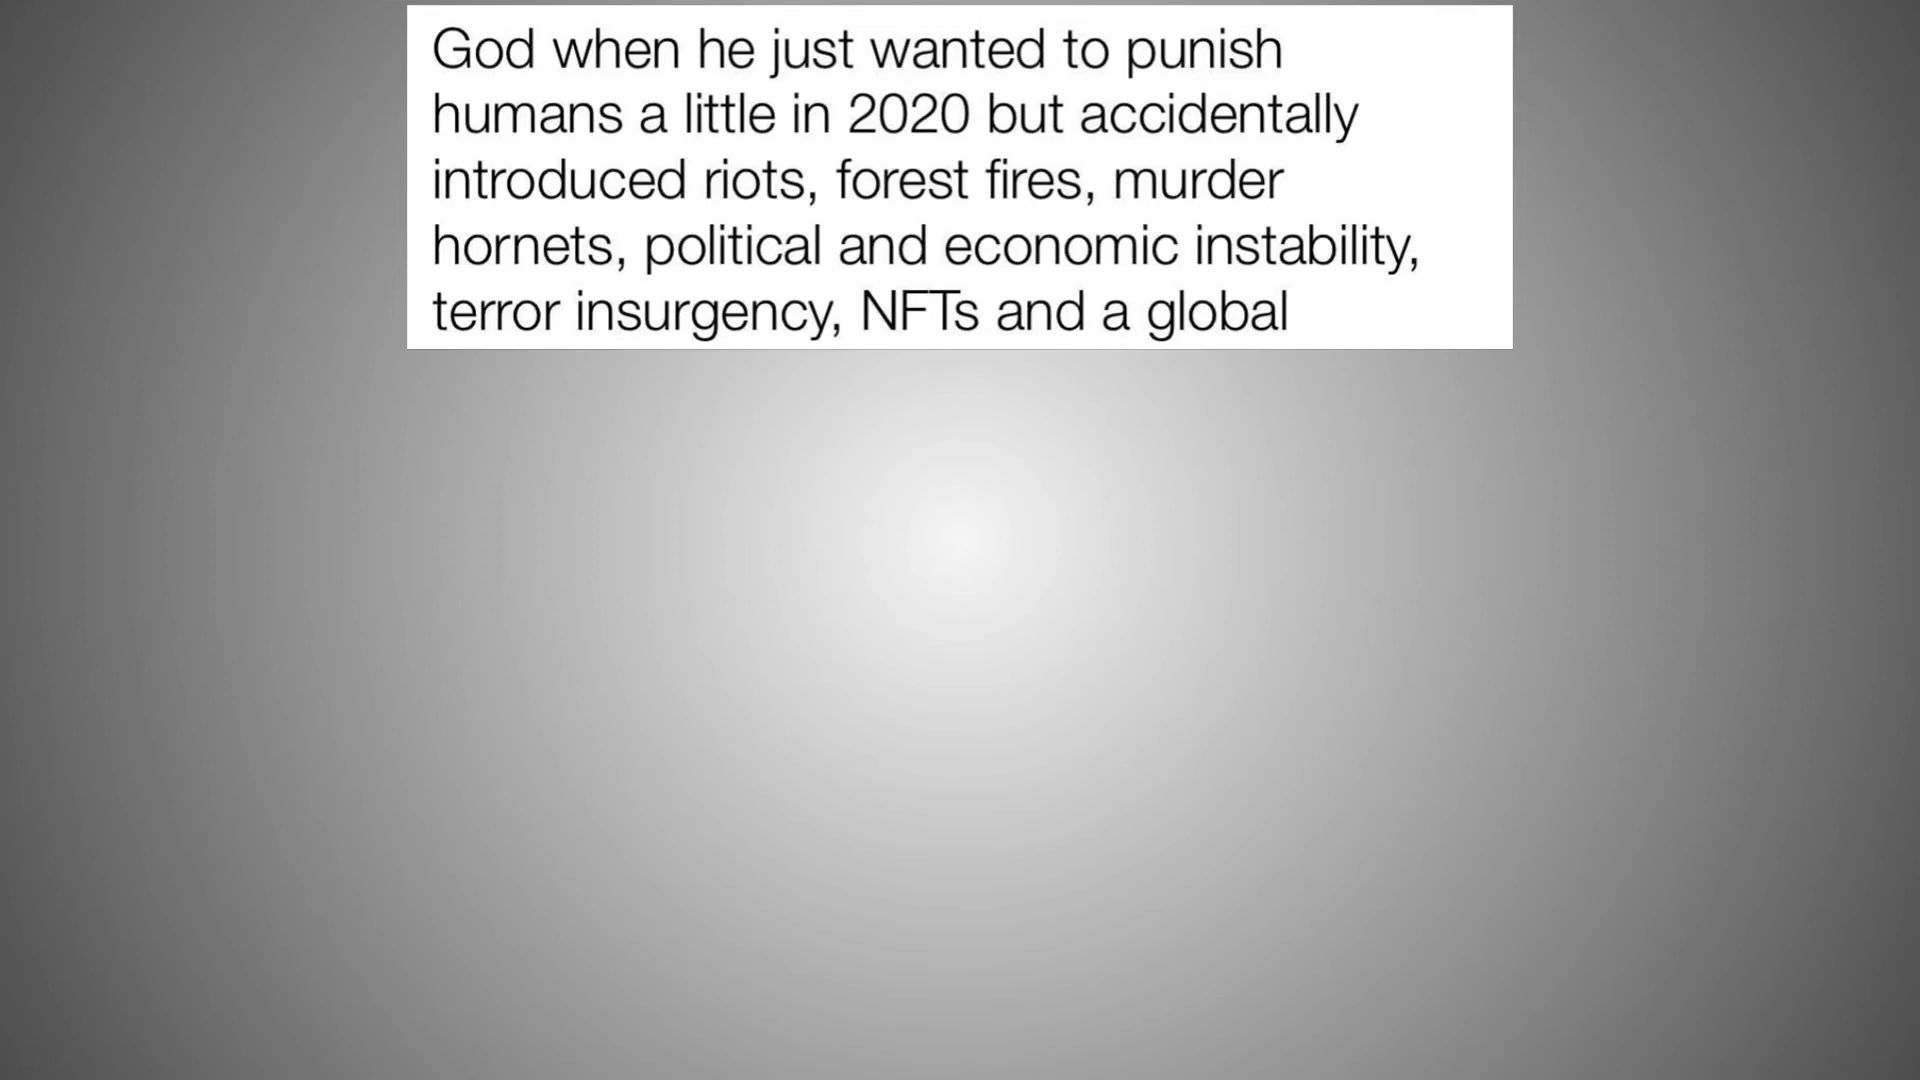 God when he just wanted to punish
humans a little in 2020 but accidentally
introduced riots, forest fires, murder
hornets, political and economic instability,
terror insurgency, NFTs and a global